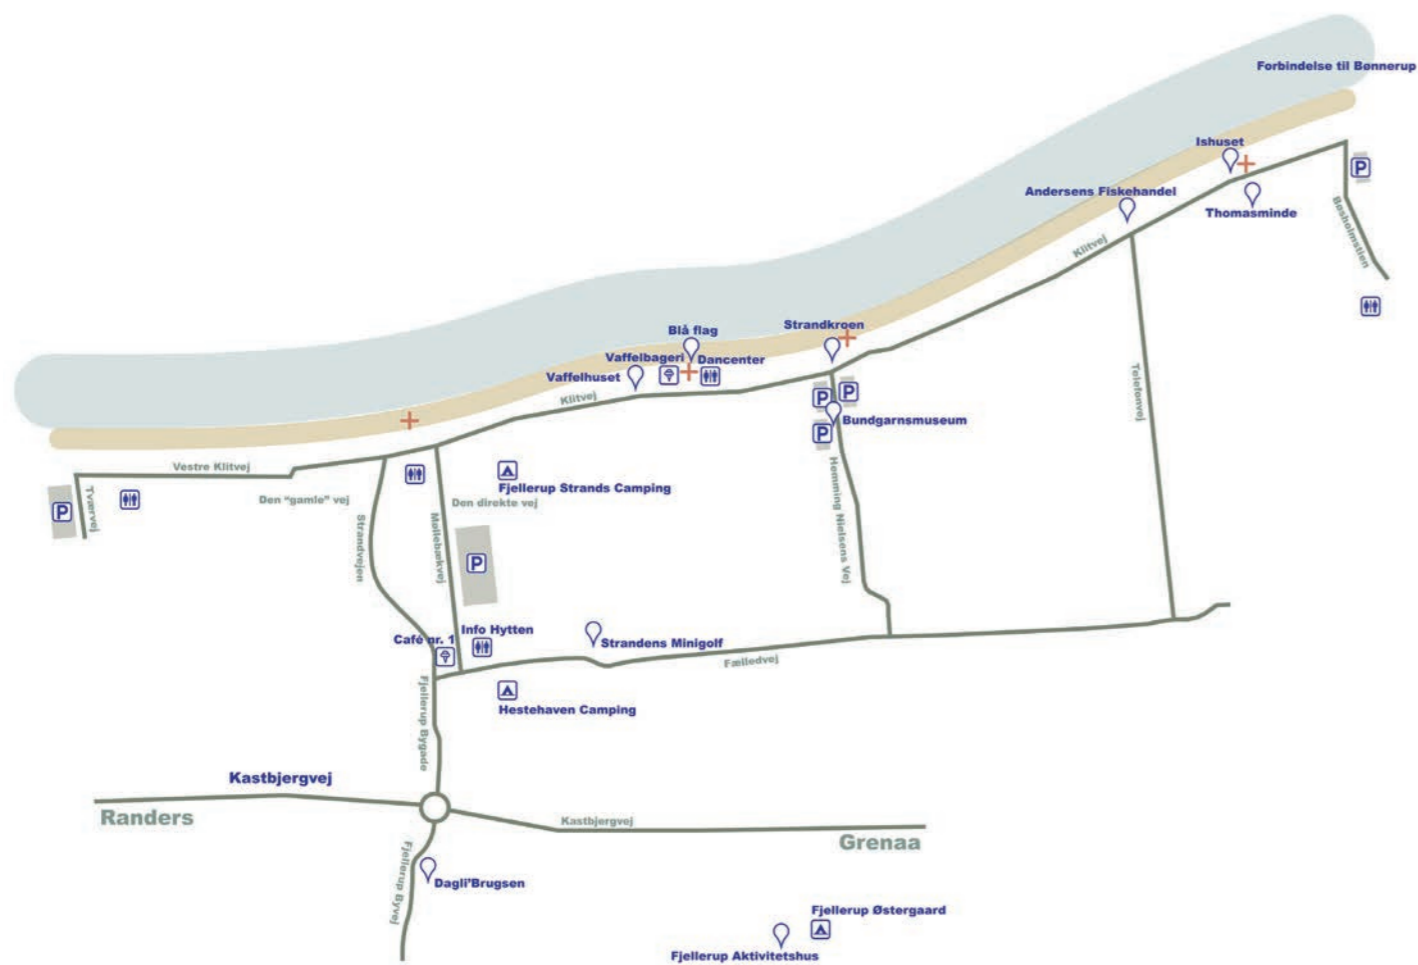 Forbindelse til Bønnerup
Ishuset
P
Andersens Fiskehandel
Thomasminde
Bøsholmstien
Klitvej
Strandkroen
Blå flag
Vaffelbageri
Dancenter
Vaffelhuset
Klitvej
P
P
Bundgarnsmuseum
P
Telefonvej
Vestre Klitvej
Fjellerup Strands Camping
Den "gamle" vej
Den direkte vej
P
Tværvej
Strandvejen
Møllebækvej
P
Hemming Nielsens Vej
Info Hytten
Café nr. 1
Strandens Minigolf
Fælledvej
Hestehaven Camping
Fjellerup Bygade
Kastbjergvej
Randers
Kastbjergvej
Grenaa
Fjellerup Byvej
Dagli'Brugsen
Fjellerup Østergaard
Fjellerup Aktivitetshus